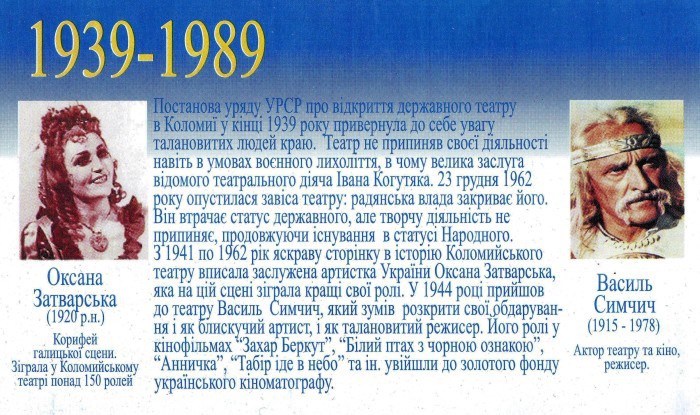 1939-1989
Постанова уряду УРСР про відкриття державного театру
в Коломиї у кінці 1939 року привернула до себе увагу
талановитих людей краю. Театр не припиняв своєї діяльності
навіть в умовах воєнного лихоліття, в чому велика заслуга
відомого театрального діяча Івана Когутяка. 23 грудня 1962
року опустилася завіса театру: радянська влада закриває його.
Він втрачає статус державного, але творчу діяльність не
припиняє, продовжуючи існування в статусі Народного.
З 1941 по 1962 рік яскраву сторінку в історію Коломийського
театру вписала заслужена артистка України Оксана Затварська,
яка на цій сцені зіграла кращі свої ролі. У 1944 році прийшов
до театру Василь Симчич, який зумів розкрити свої обдаруван-
ня і як блискучий артист, і як талановитий режисер. Його ролі у
кінофільмах "Захар Беркут", "Білий птах з чорною ознакою",
"Анничка", "Табір іде в небо" та ін. увійшли до золотого фонду
українського кіноматографу.
Оксана
Затварська
(1920 р.н.)
Корифей
галицької сцени.
Зіграла у Коломийському
театрі понад 150 ролей
Василь
Симчич
(1915 - 1978)
Актор театру та кіно,
режисер.